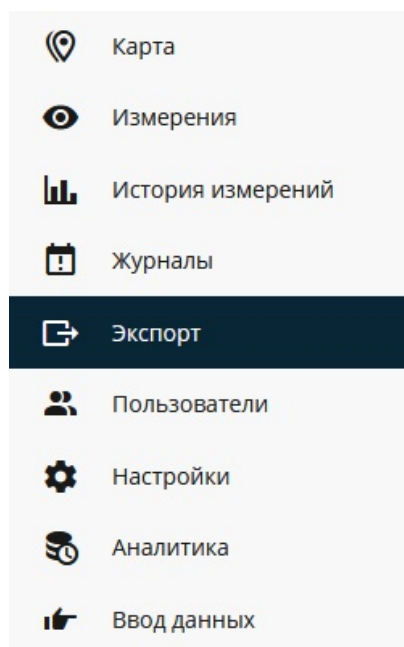 Карта
Измерения
История измерений
Журналы
Экспорт
Пользователи
Настройки
Аналитика
Ввод данных